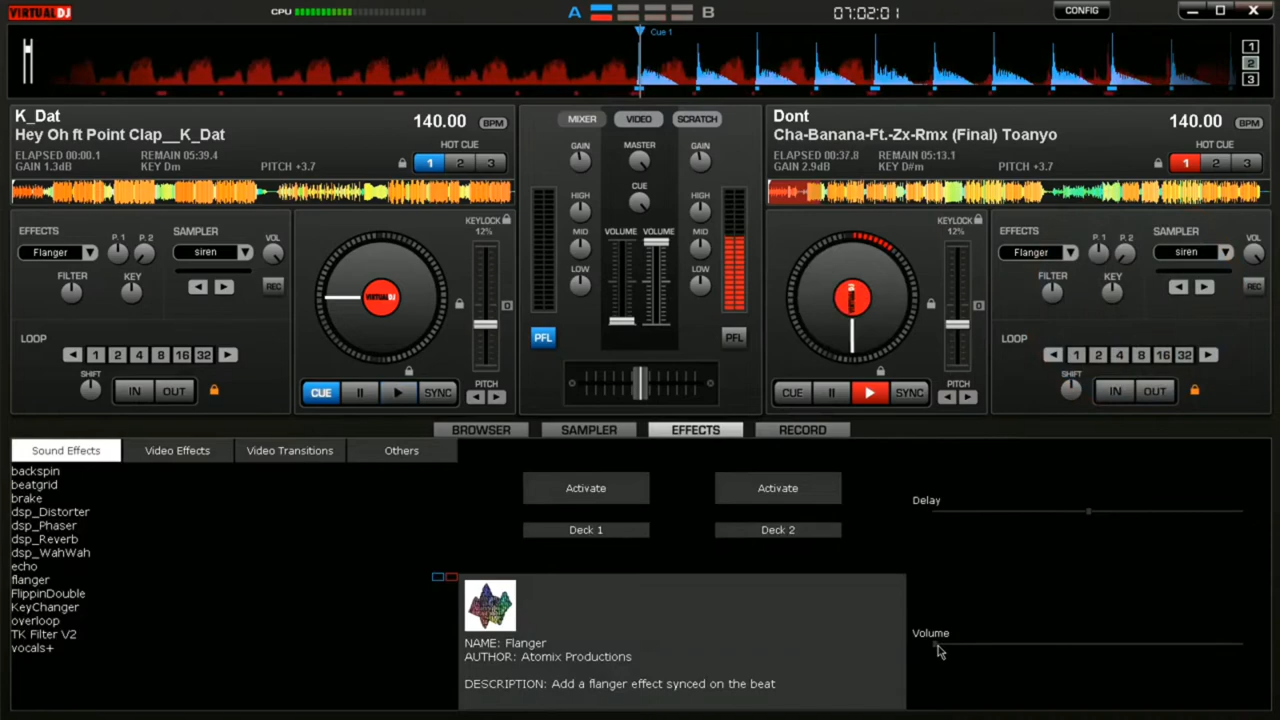 VIRTUAL DJ
CPU
A
B
07:02:01
CONFIG
Cue 1
1
2
3
K_Dat
Hey Oh ft Point Clap__K_Dat
140.00 BPM
ELAPSED 00:00.1 REMAIN 05:39.4
GAIN 1.3dB KEY Dm PITCH +3.7
HOT CUE
1 2 3
MIXER VIDEO SCRATCH
GAIN MASTER GAIN
HIGH CUE HIGH
MID VOLUME VOLUME MID
LOW LOW
PFL PFL
Dont
Cha-Banana-Ft.-Zx-Rmx (Final) Toanyo
140.00 BPM
ELAPSED 00:37.8 REMAIN 05:13.1
GAIN 2.9dB KEY D#m PITCH +3.7
HOT CUE
1 2 3
EFFECTS P. 1 P. 2 SAMPLER VOL
Flanger siren
FILTER KEY REC
LOOP
1 2 4 8 16 32
SHIFT IN OUT
KEYLOCK
12%
VIRTUAL DJ
0
CUE SYNC PITCH
KEYLOCK
12%
0
CUE SYNC PITCH
EFFECTS P. 1 P. 2 SAMPLER VOL
Flanger siren
FILTER KEY REC
LOOP
1 2 4 8 16 32
SHIFT IN OUT
BROWSER SAMPLER EFFECTS RECORD
Sound Effects Video Effects Video Transitions Others
backspin
beatgrid
brake
dsp_Distorter
dsp_Phaser
dsp_Reverb
dsp_WahWah
echo
flanger
FlippinDouble
KeyChanger
overloop
TK Filter V2
vocals+
Activate Activate
Deck 1 Deck 2
NAME: Flanger
AUTHOR: Atomix Productions
DESCRIPTION: Add a flanger effect synced on the beat
Delay
Volume